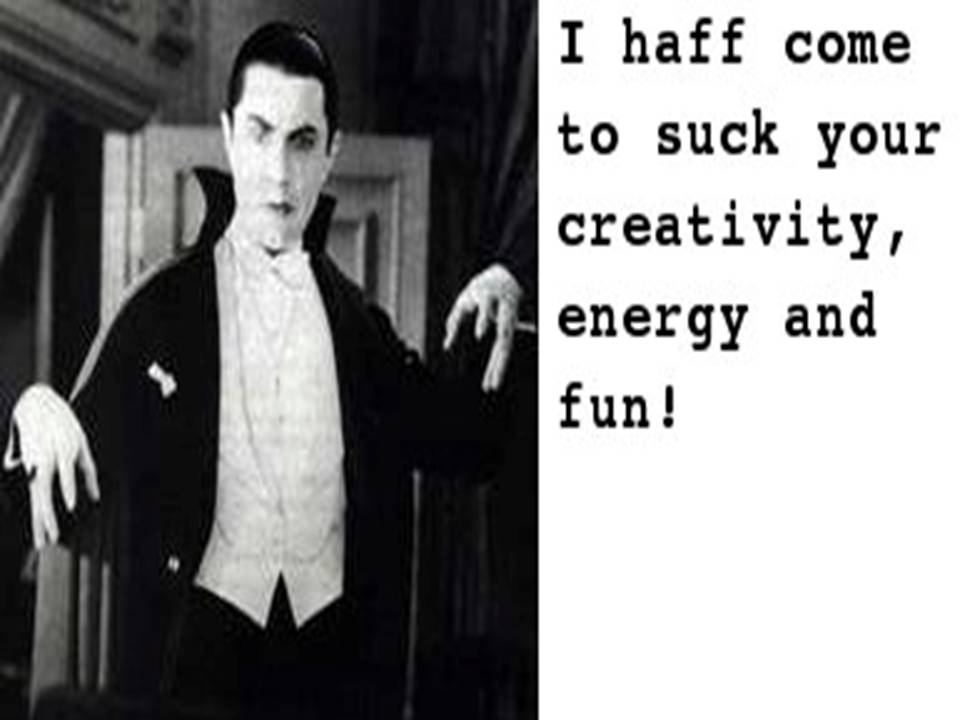 I haff come
to suck your
creativity,
energy and
fun!